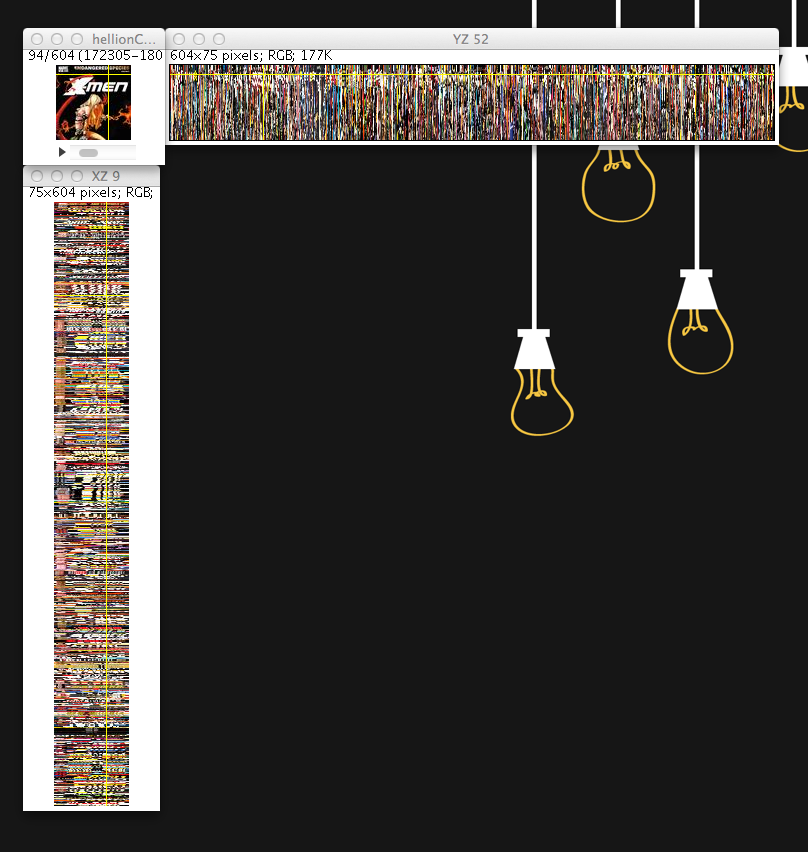 hellionC...
94/604 (172305-180
X-MEN
YZ 52
604x75 pixels; RGB; 177K
XZ 9
75x604 pixels; RGB;